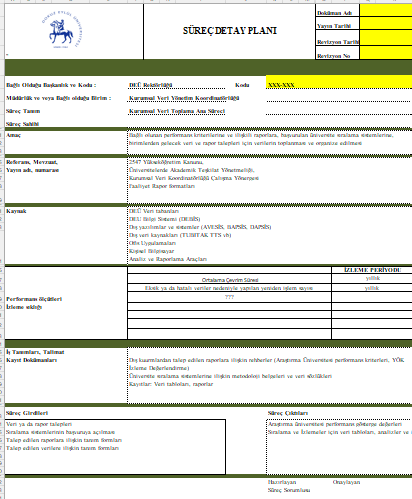 Doküman Adı
Yayın Tarihi
SÜREÇ DETAY PLANI
Revizyon Tarihi
Revizyon No
Bağlı Olduğu Başkanlık ve Kodu :
DEÜ Rektörlüğü
Kodu
XXX-XXX
Müdürlük ve veya Bağlı olduğu Birim :
Kurumsal Veri Yönetim Koordinatörlüğü
Süreç Tanım
Kurumsal Veri Toplama Ana Süreci
Süreç Sahibi
Amaç
Bağlı olunan performans kriterlerine ve ilişkili raporlara, başvurulan üniversite sıralama sistemlerine,
birimlerden gelecek veri ve rapor talepleri için verilerin toplanması ve organize edilmesi
Referans, Mevzuat,
2547 Yükseköğretim Kanunu,
Yayın adı, numarası
Üniversitelerde Akademik Teşkilat Yönetmeliği,
Kurumsal Veri Koordinatörlüğü Çalışma Yönergesi
Faaliyet Rapor formatları
Kaynak
DEÜ Veri tabanları
DEÜ Bilgi Sistemi (DEBİS)
Dış yazılımlar ve sistemler (AVESİS, BAPSİS, DAPSİS)
Dış veri kaynakları (TUBİTAK TTS vb)
Ofis Uygulamaları
Kişisel Bilgisayar
Analiz ve Raporlama Araçları
İZLEME PERİYODU
Ortalama Çevrim Süresi
yıllık
Eksik ya da hatalı veriler nedeniyle yapılan yeniden işlem sayısı
yıllık
Performans ölçütleri
???
İzleme sıklığı
İş Tanımları, Talimat
Kayıt Dokümanları
Dış kurumlardan talep edilen raporlara ilişkin rehberler (Araştırma Üniversitesi performans kriterleri, YÖK
İzleme Değerlendirme)
Üniversite sıralama sistemlerine ilişkin metodoloji belgeleri ve veri sözlükleri
Kayıtlar: Veri tabloları, raporlar
Süreç Girdileri
Süreç Çıktıları
Veri ya da rapor talepleri
Sıralama sistemlerinin başvuruya açılması
Talep edilen raporlara ilişkin tanım formları
Talep edilen verilere ilişkin tanım formları
Araştırma üniversitesi performans gösterge değerleri
Sıralama ve İzlemeler için veri tabloları, analizler ve
Hazırlayan
Onaylayan
Süreç Sorumlusu